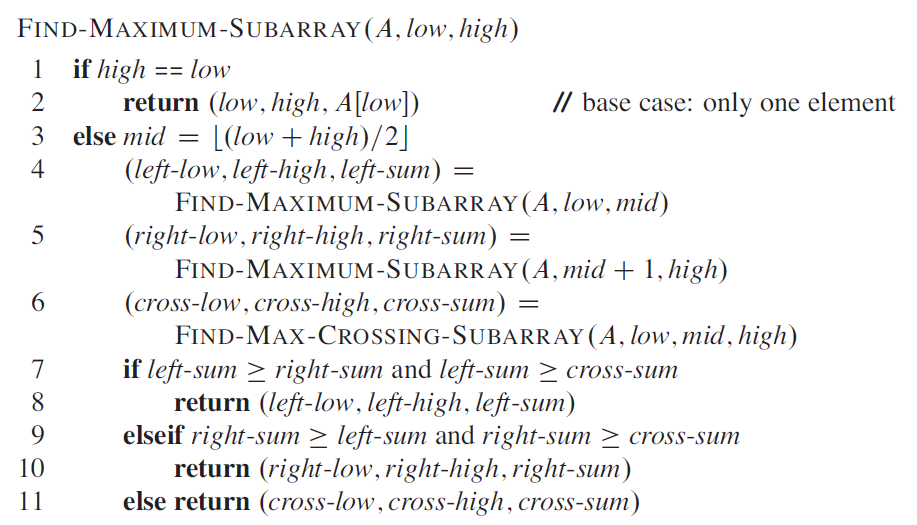 FIND-MAXIMUM-SUBARRAY(A, low, high)
1 if high == low
2 return (low, high, A[low]) // base case: only one element
3 else mid = ⌊(low + high)/2⌋
4 (left-low, left-high, left-sum) =
FIND-MAXIMUM-SUBARRAY(A, low, mid)
5 (right-low, right-high, right-sum) =
FIND-MAXIMUM-SUBARRAY(A, mid + 1, high)
6 (cross-low, cross-high, cross-sum) =
FIND-MAX-CROSSING-SUBARRAY(A, low, mid, high)
7 if left-sum ≥ right-sum and left-sum ≥ cross-sum
8 return (left-low, left-high, left-sum)
9 elseif right-sum ≥ left-sum and right-sum ≥ cross-sum
10 return (right-low, right-high, right-sum)
11 else return (cross-low, cross-high, cross-sum)